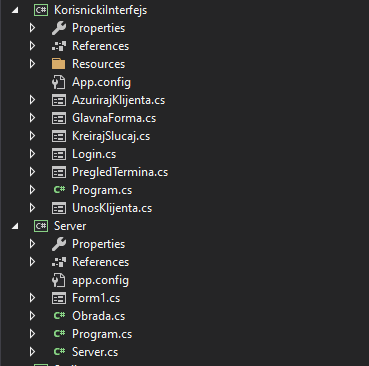 C# KorisnickiInterfejs
Properties
References
Resources
App.config
AzurirajKlijenta.cs
GlavnaForma.cs
KreirajSlucaj.cs
Login.cs
PregledTermina.cs
C# Program.cs
UnosKlijenta.cs
C# Server
Properties
References
app.config
Form1.cs
C# Obrada.cs
C# Program.cs
C# Server.cs